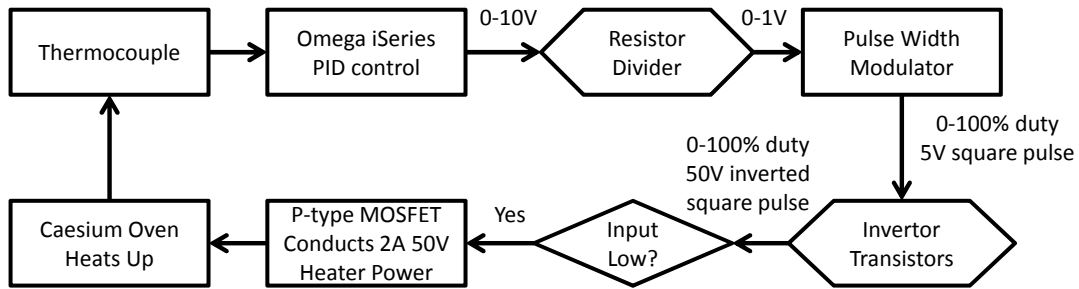 Thermocouple
Omega iSeries
PID control
0-10V
Resistor
Divider
0-1V
Pulse Width
Modulator
0-100% duty
5V square pulse
Invertor
Transistors
0-100% duty
50V inverted
square pulse
Input
Low?
Yes
P-type MOSFET
Conducts 2A 50V
Heater Power
Caesium Oven
Heats Up